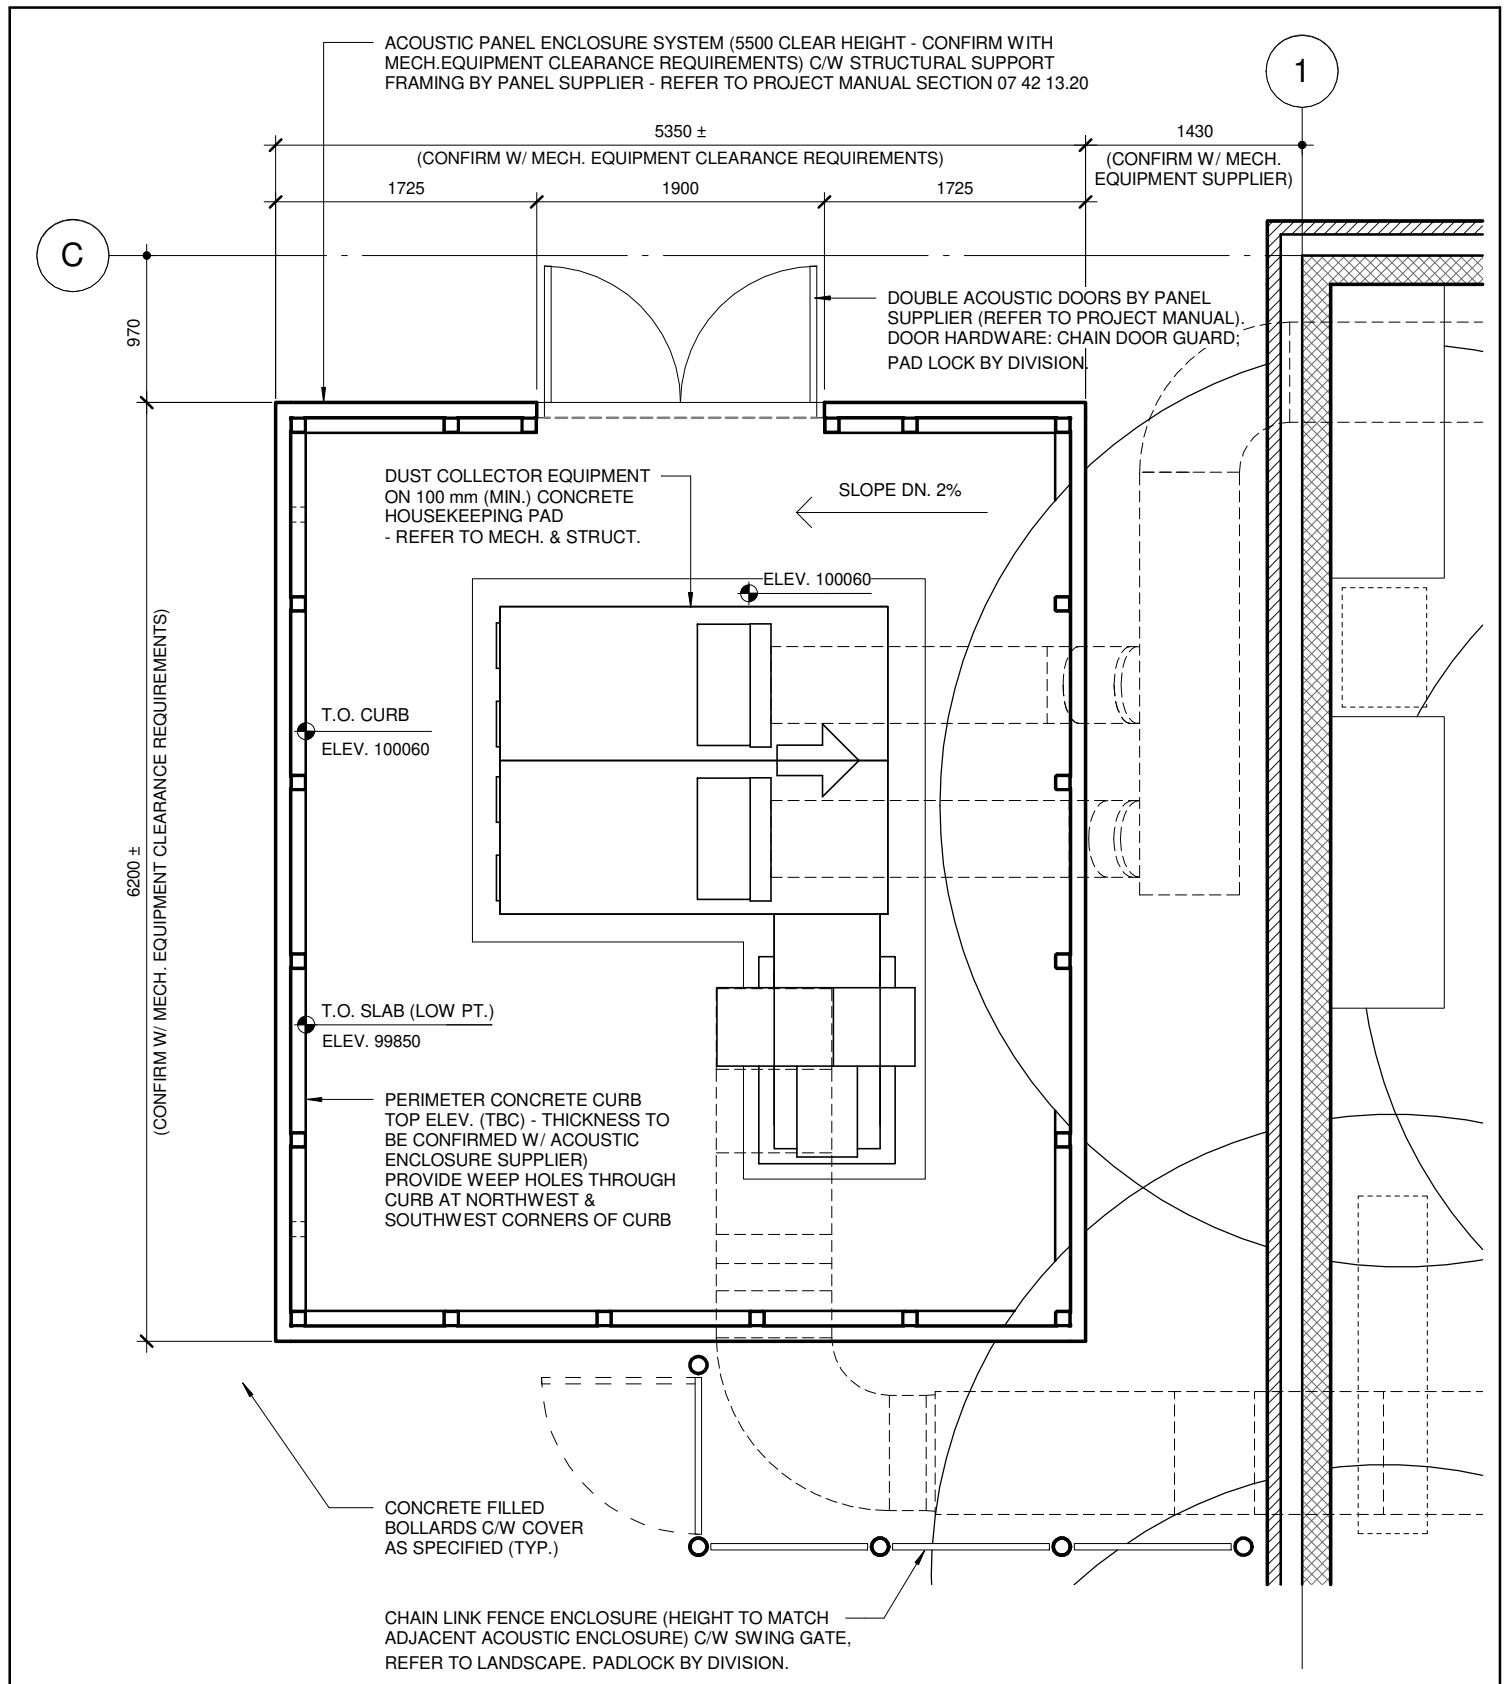 ACOUSTIC PANEL ENCLOSURE SYSTEM (5500 CLEAR HEIGHT - CONFIRM WITH
MECH.EQUIPMENT CLEARANCE REQUIREMENTS) C/W STRUCTURAL SUPPORT
FRAMING BY PANEL SUPPLIER - REFER TO PROJECT MANUAL SECTION 07 42 13.20
1
5350 ±
(CONFIRM W/ MECH. EQUIPMENT CLEARANCE REQUIREMENTS)
1430
(CONFIRM W/ MECH.
EQUIPMENT SUPPLIER)
1725
1900
1725
C
970
DOUBLE ACOUSTIC DOORS BY PANEL
SUPPLIER (REFER TO PROJECT MANUAL).
DOOR HARDWARE: CHAIN DOOR GUARD;
PAD LOCK BY DIVISION.
DUST COLLECTOR EQUIPMENT
ON 100 mm (MIN.) CONCRETE
HOUSEKEEPING PAD
- REFER TO MECH. & STRUCT.
SLOPE DN. 2%
ELEV. 100060
T.O. CURB
ELEV. 100060
6200 ±
(CONFIRM W/ MECH. EQUIPMENT CLEARANCE REQUIREMENTS)
T.O. SLAB (LOW PT.)
ELEV. 99850
PERIMETER CONCRETE CURB
TOP ELEV. (TBC) - THICKNESS TO
BE CONFIRMED W/ ACOUSTIC
ENCLOSURE SUPPLIER)
PROVIDE WEEP HOLES THROUGH
CURB AT NORTHWEST &
SOUTHWEST CORNERS OF CURB
CONCRETE FILLED
BOLLARDS C/W COVER
AS SPECIFIED (TYP.)
CHAIN LINK FENCE ENCLOSURE (HEIGHT TO MATCH
ADJACENT ACOUSTIC ENCLOSURE) C/W SWING GATE,
REFER TO LANDSCAPE. PADLOCK BY DIVISION.